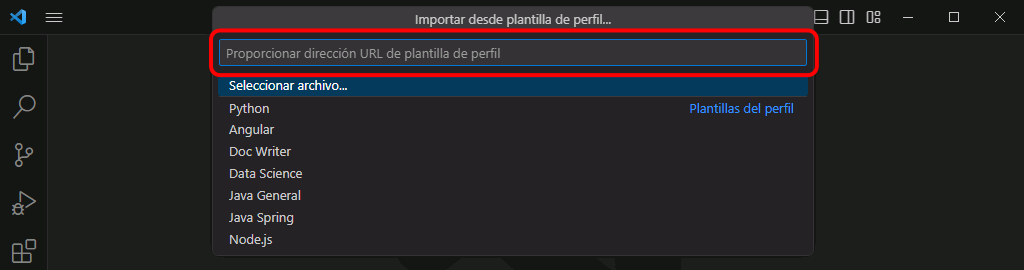 Importar desde plantilla de perfil...
Proporcionar dirección URL de plantilla de perfil
Seleccionar archivo...
Python Plantillas del perfil
Angular
Doc Writer
Data Science
Java General
Java Spring
Node.js